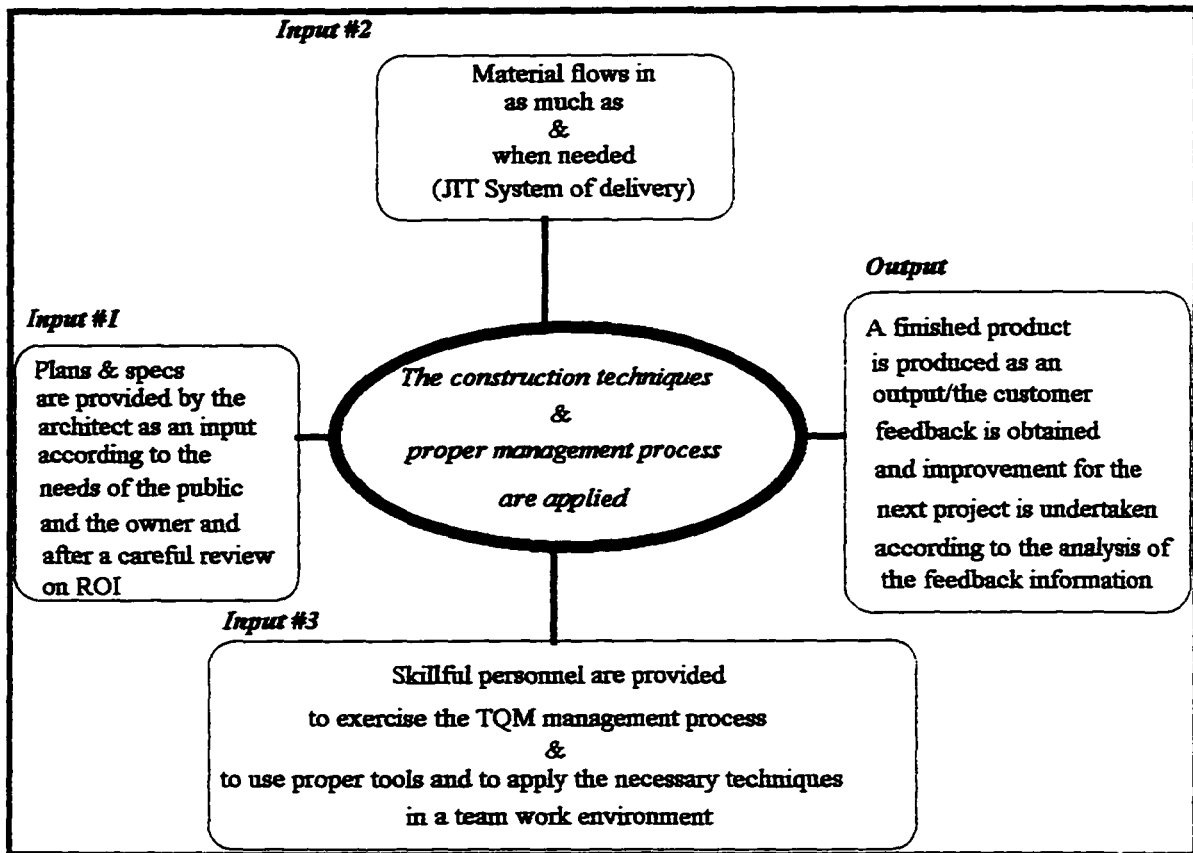 Input #2
Material flows in
as much as
&
when needed
(JIT System of delivery)
Input #1
Plans & specs
are provided by the
architect as an input
according to the
needs of the public
and the owner and
after a careful review
on ROI
The construction techniques
&
proper management process
are applied
Output
A finished product
is produced as an
output/the customer
feedback is obtained
and improvement for the
next project is undertaken
according to the analysis of
the feedback information
Input #3
Skillful personnel are provided
to exercise the TQM management process
&
to use proper tools and to apply the necessary techniques
in a team work environment